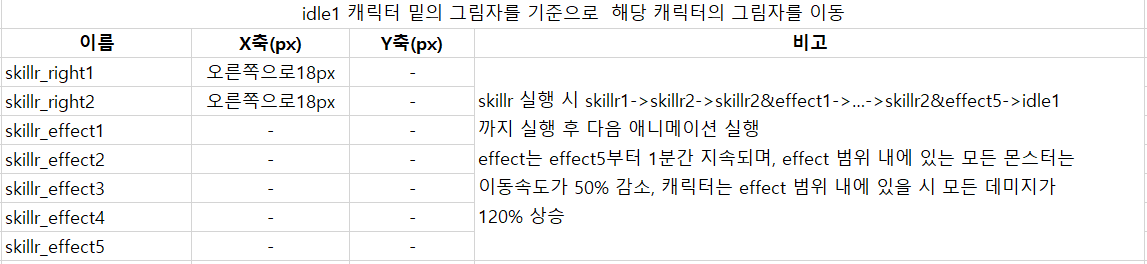 idle1 캐릭터 밑의 그림자를 기준으로  해당 캐릭터의 그림자를 이동
이름 X축(px) Y축(px) 비고
skillr_right1 오른쪽으로18px -
skillr_right2 오른쪽으로18px -
skillr_effect1 - -
skillr_effect2 - -
skillr_effect3 - -
skillr_effect4 - -
skillr_effect5 - -
skillr 실행 시 skillr1->skillr2->skillr2&effect1->...->skillr2&effect5->idle1
까지 실행 후 다음 애니메이션 실행
effect는 effect5부터 1분간 지속되며, effect 범위 내에 있는 모든 몬스터는
이동속도가 50% 감소, 캐릭터는 effect 범위 내에 있을 시 모든 데미지가
120% 상승